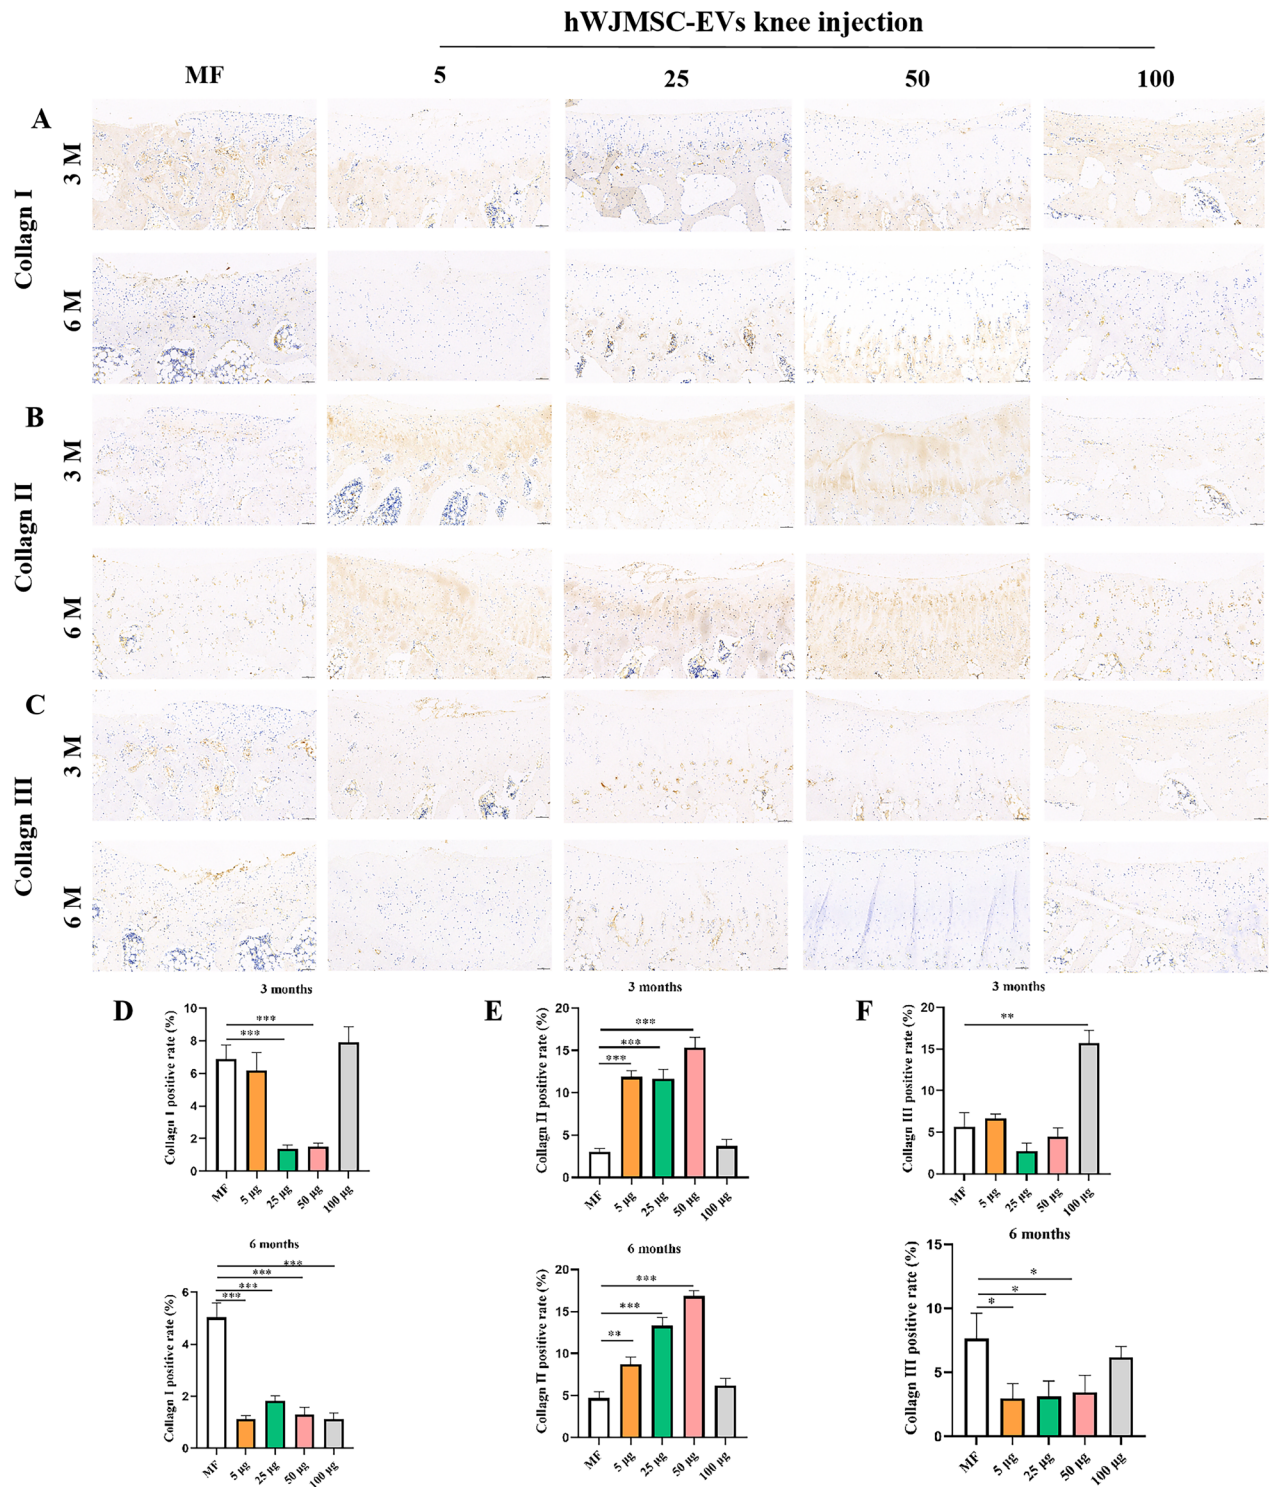 hWJMSC-EVs knee injection
MF 5 25 50 100
A
Collagn I
3 M
6 M
B
Collagn II
3 M
6 M
C
Collagn III
3 M
6 M
D
3 months
Collagn I positive rate (%)
10
8
6
4
2
0
*** ***
MF 5 µg 25 µg 50 µg 100 µg
6 months
Collagn I positive rate (%)
6
4
2
0
*** *** *** ***
MF 5 µg 25 µg 50 µg 100 µg
E
3 months
Collagn II positive rate (%)
20
15
10
5
0
*** *** ***
MF 5 µg 25 µg 50 µg 100 µg
6 months
Collagn II positive rate (%)
20
15
10
5
0
*** *** **
MF 5 µg 25 µg 50 µg 100 µg
F
3 months
Collagn III positive rate (%)
20
15
10
5
0
**
MF 5 µg 25 µg 50 µg 100 µg
6 months
Collagn III positive rate (%)
15
10
5
0
* * *
MF 5 µg 25 µg 50 µg 100 µg